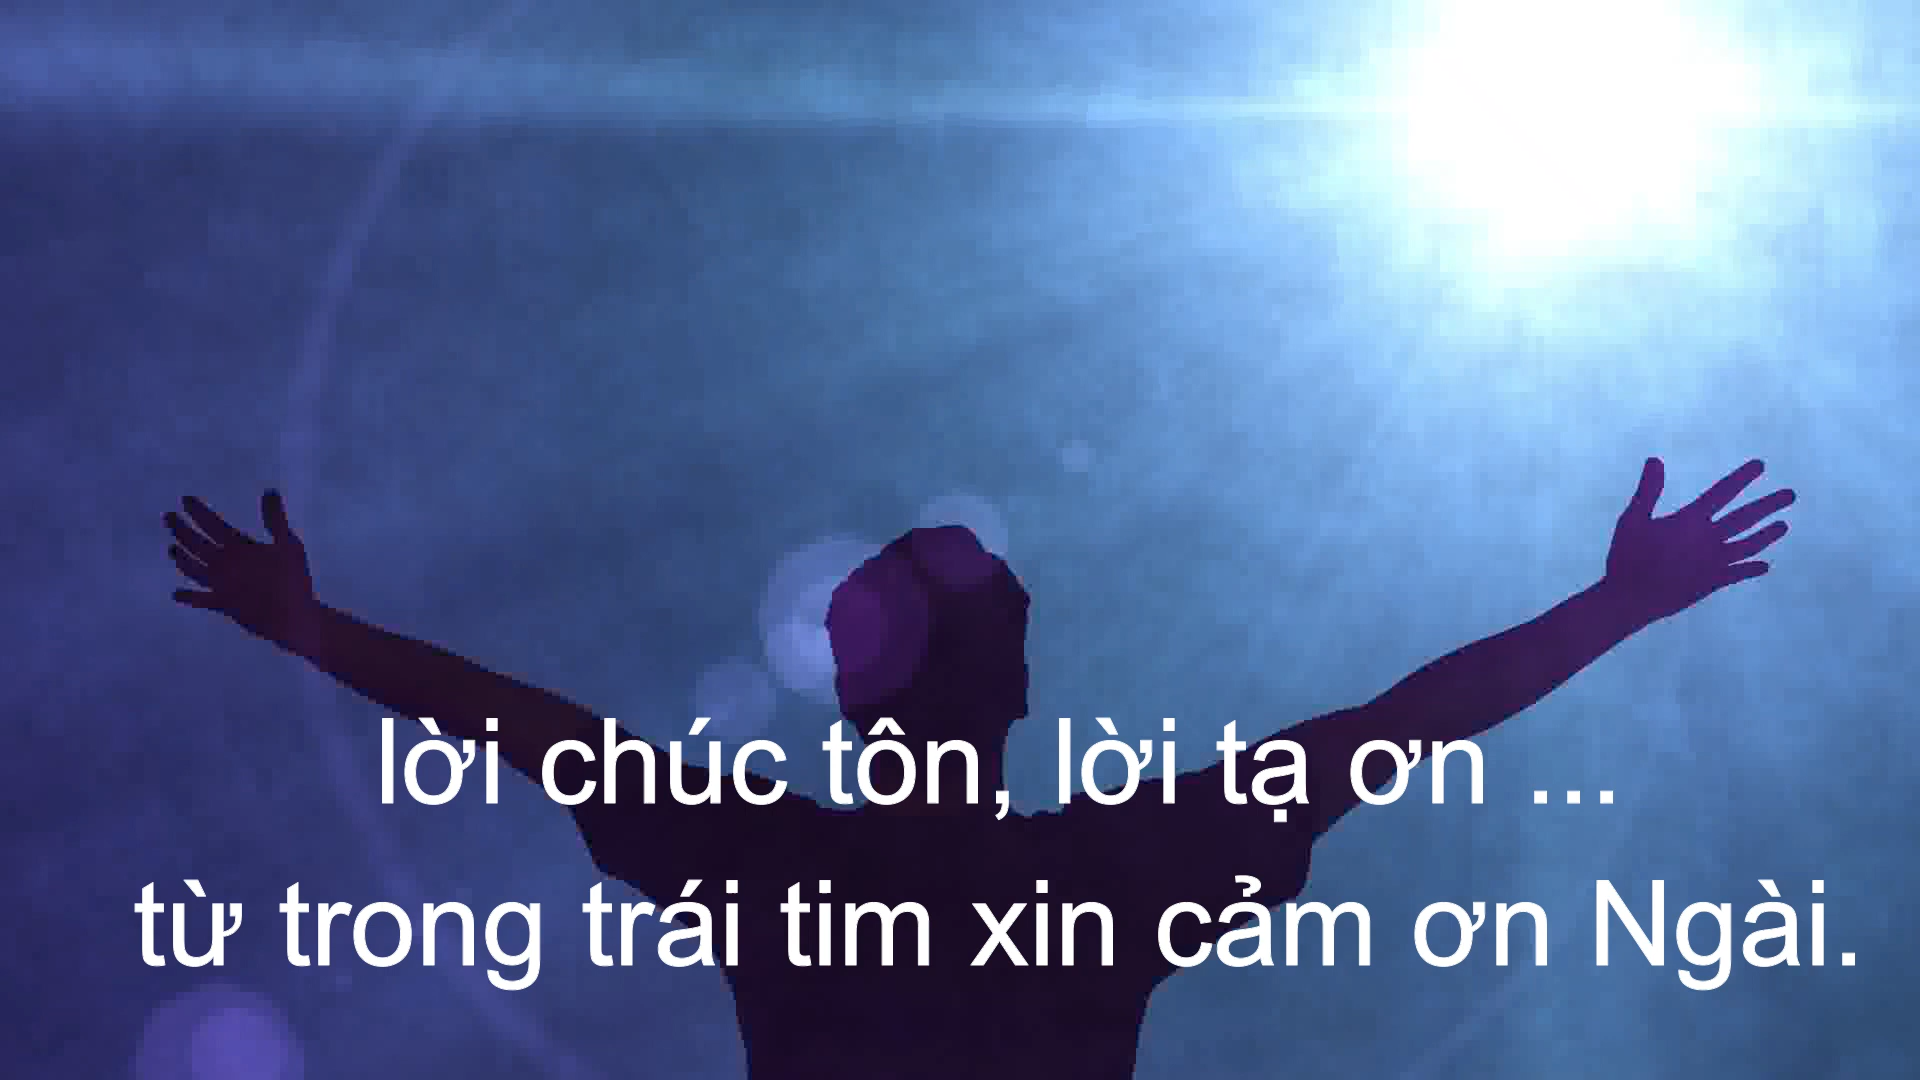 lời chúc tôn, lời tạ ơn ...
từ trong trái tim xin cảm ơn Ngài.